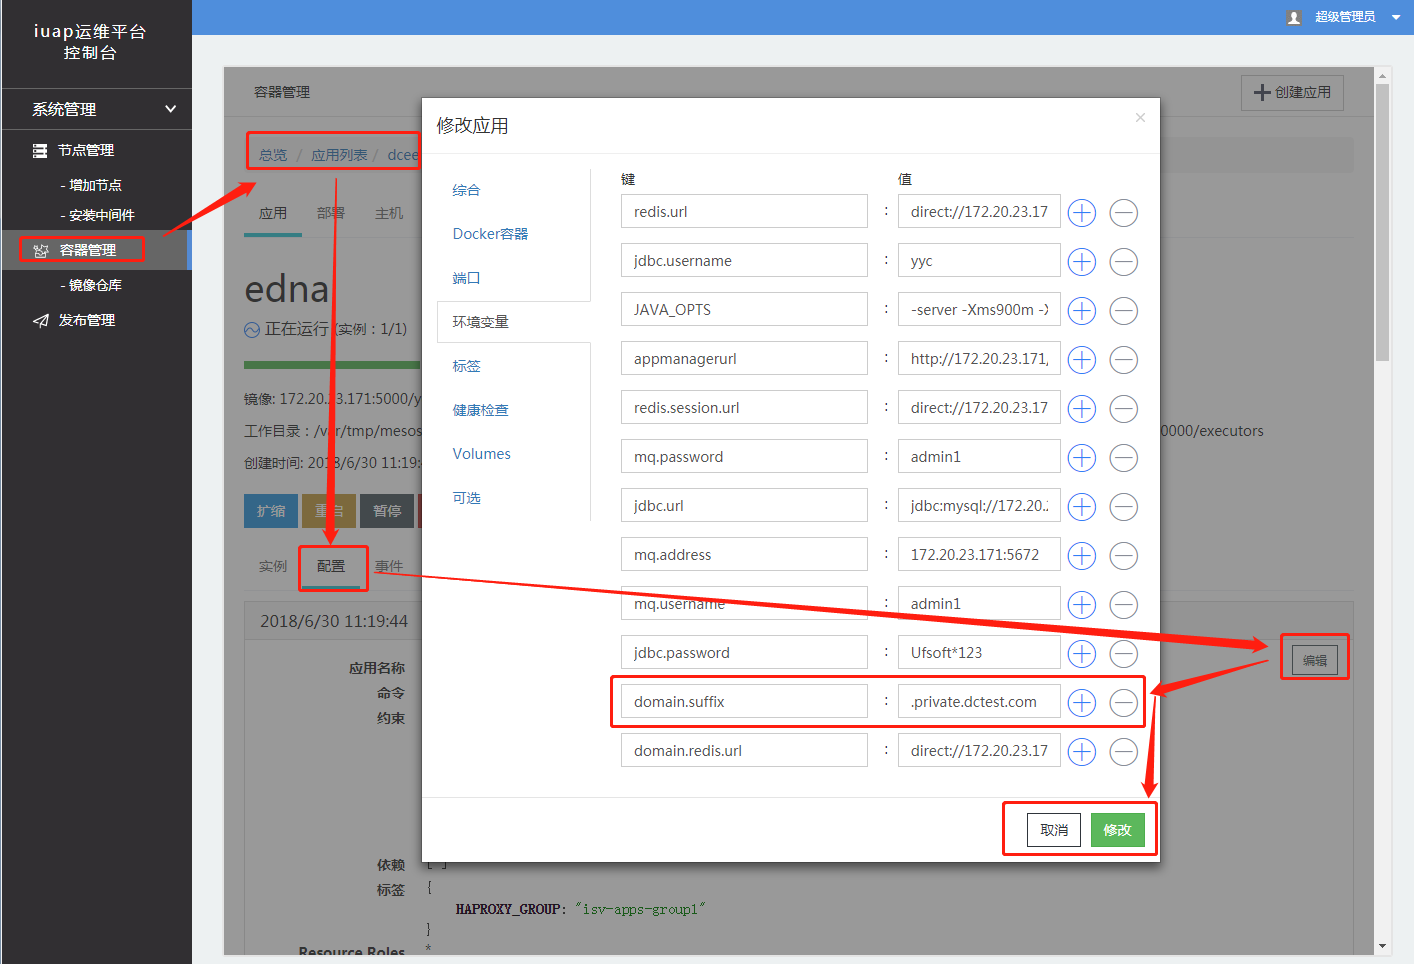 iuap运维平台
控制台
超级管理员
系统管理
节点管理
- 增加节点
- 安装中间件
容器管理
- 镜像仓库
发布管理
容器管理
创建应用
总览 / 应用列表 / dcee
应用 部署 主机
edna
正在运行 (实例：1/1)
镜像: 172.20.23.171:5000/y
工作目录：/var/tmp/mesos
0000/executors
创建时间: 2018/6/30 11:19:
扩缩 重启 暂停
实例 配置 事件
2018/6/30 11:19:44
编辑
应用名称
命令
约束
依赖 [ ]
标签 {
HAPROXY_GROUP: "isv-apps-group1"
}
Resource Roles *
修改应用 ×
综合
Docker容器
端口
环境变量
标签
健康检查
Volumes
可选
键 值
redis.url : direct://172.20.23.17
jdbc.username : yyc
JAVA_OPTS : -server -Xms900m -X
appmanagerurl : http://172.20.23.171,
redis.session.url : direct://172.20.23.17
mq.password : admin1
jdbc.url : jdbc:mysql://172.20.2
mq.address : 172.20.23.171:5672
mq.username : admin1
jdbc.password : Ufsoft*123
domain.suffix : .private.dctest.com
domain.redis.url : direct://172.20.23.17
取消 修改